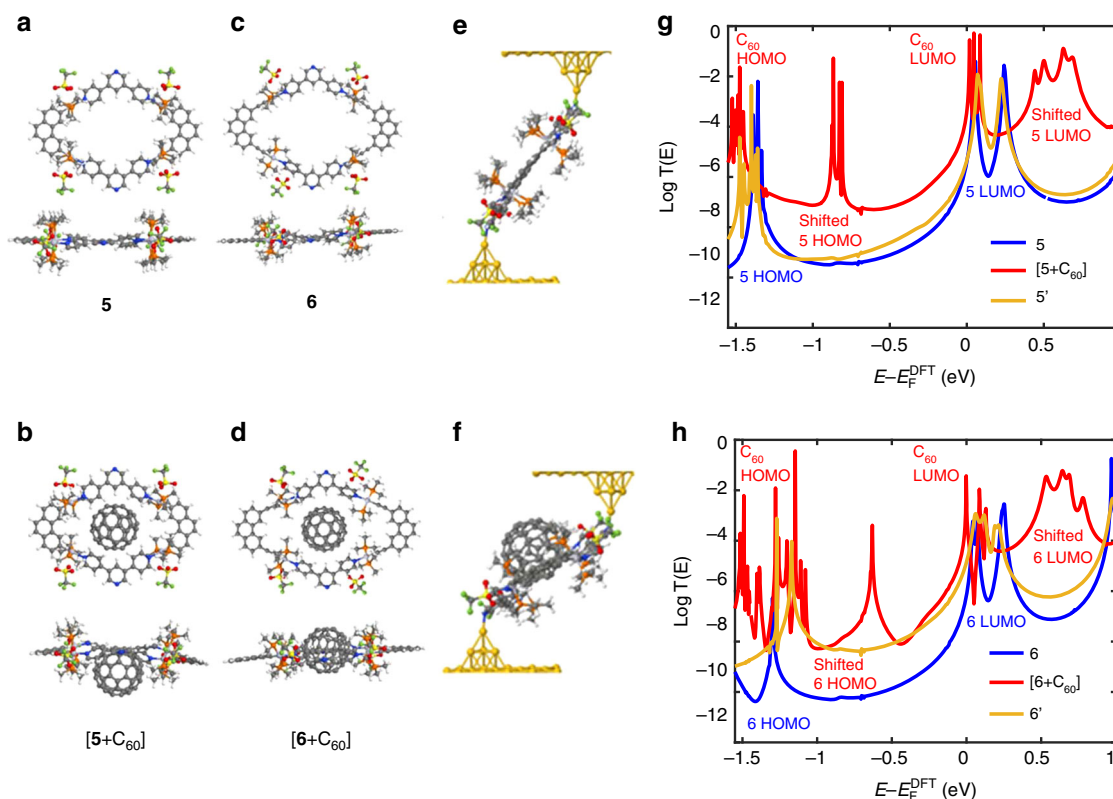 a
c
e
g
5
6
0
−2
−4
−6
−8
−10
−12
Log T(E)
C60
HOMO
C60
LUMO
Shifted
5 LUMO
5 LUMO
Shifted
5 HOMO
5 HOMO
5
[5+C60]
5'
−1.5
−1
−0.5
0
0.5
E−EFDFT (eV)
b
d
f
h
[5+C60]
[6+C60]
0
−2
−4
−6
−8
−10
−12
Log T(E)
C60
HOMO
C60
LUMO
Shifted
6 LUMO
6 LUMO
Shifted
6 HOMO
6 HOMO
6
[6+C60]
6'
−1.5
−1
−0.5
0
0.5
1
E−EFDFT (eV)